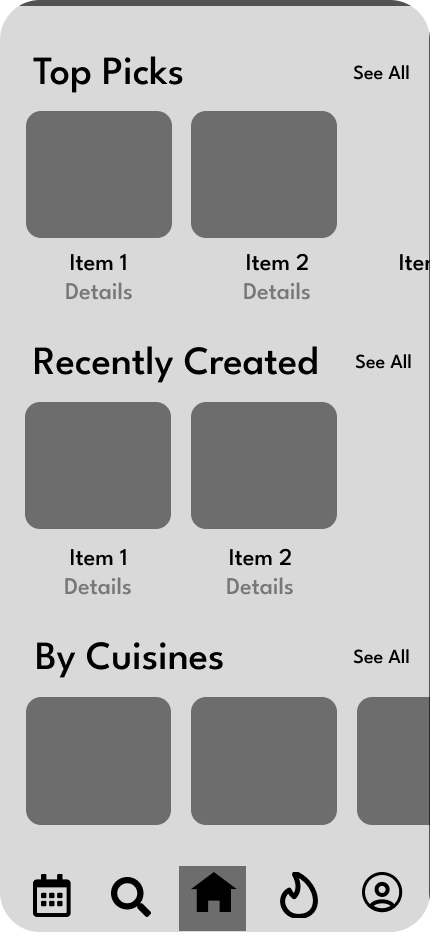 Top Picks See All
Item 1 Item 2
Details Details
Recently Created See All
Item 1 Item 2
Details Details
By Cuisines See All